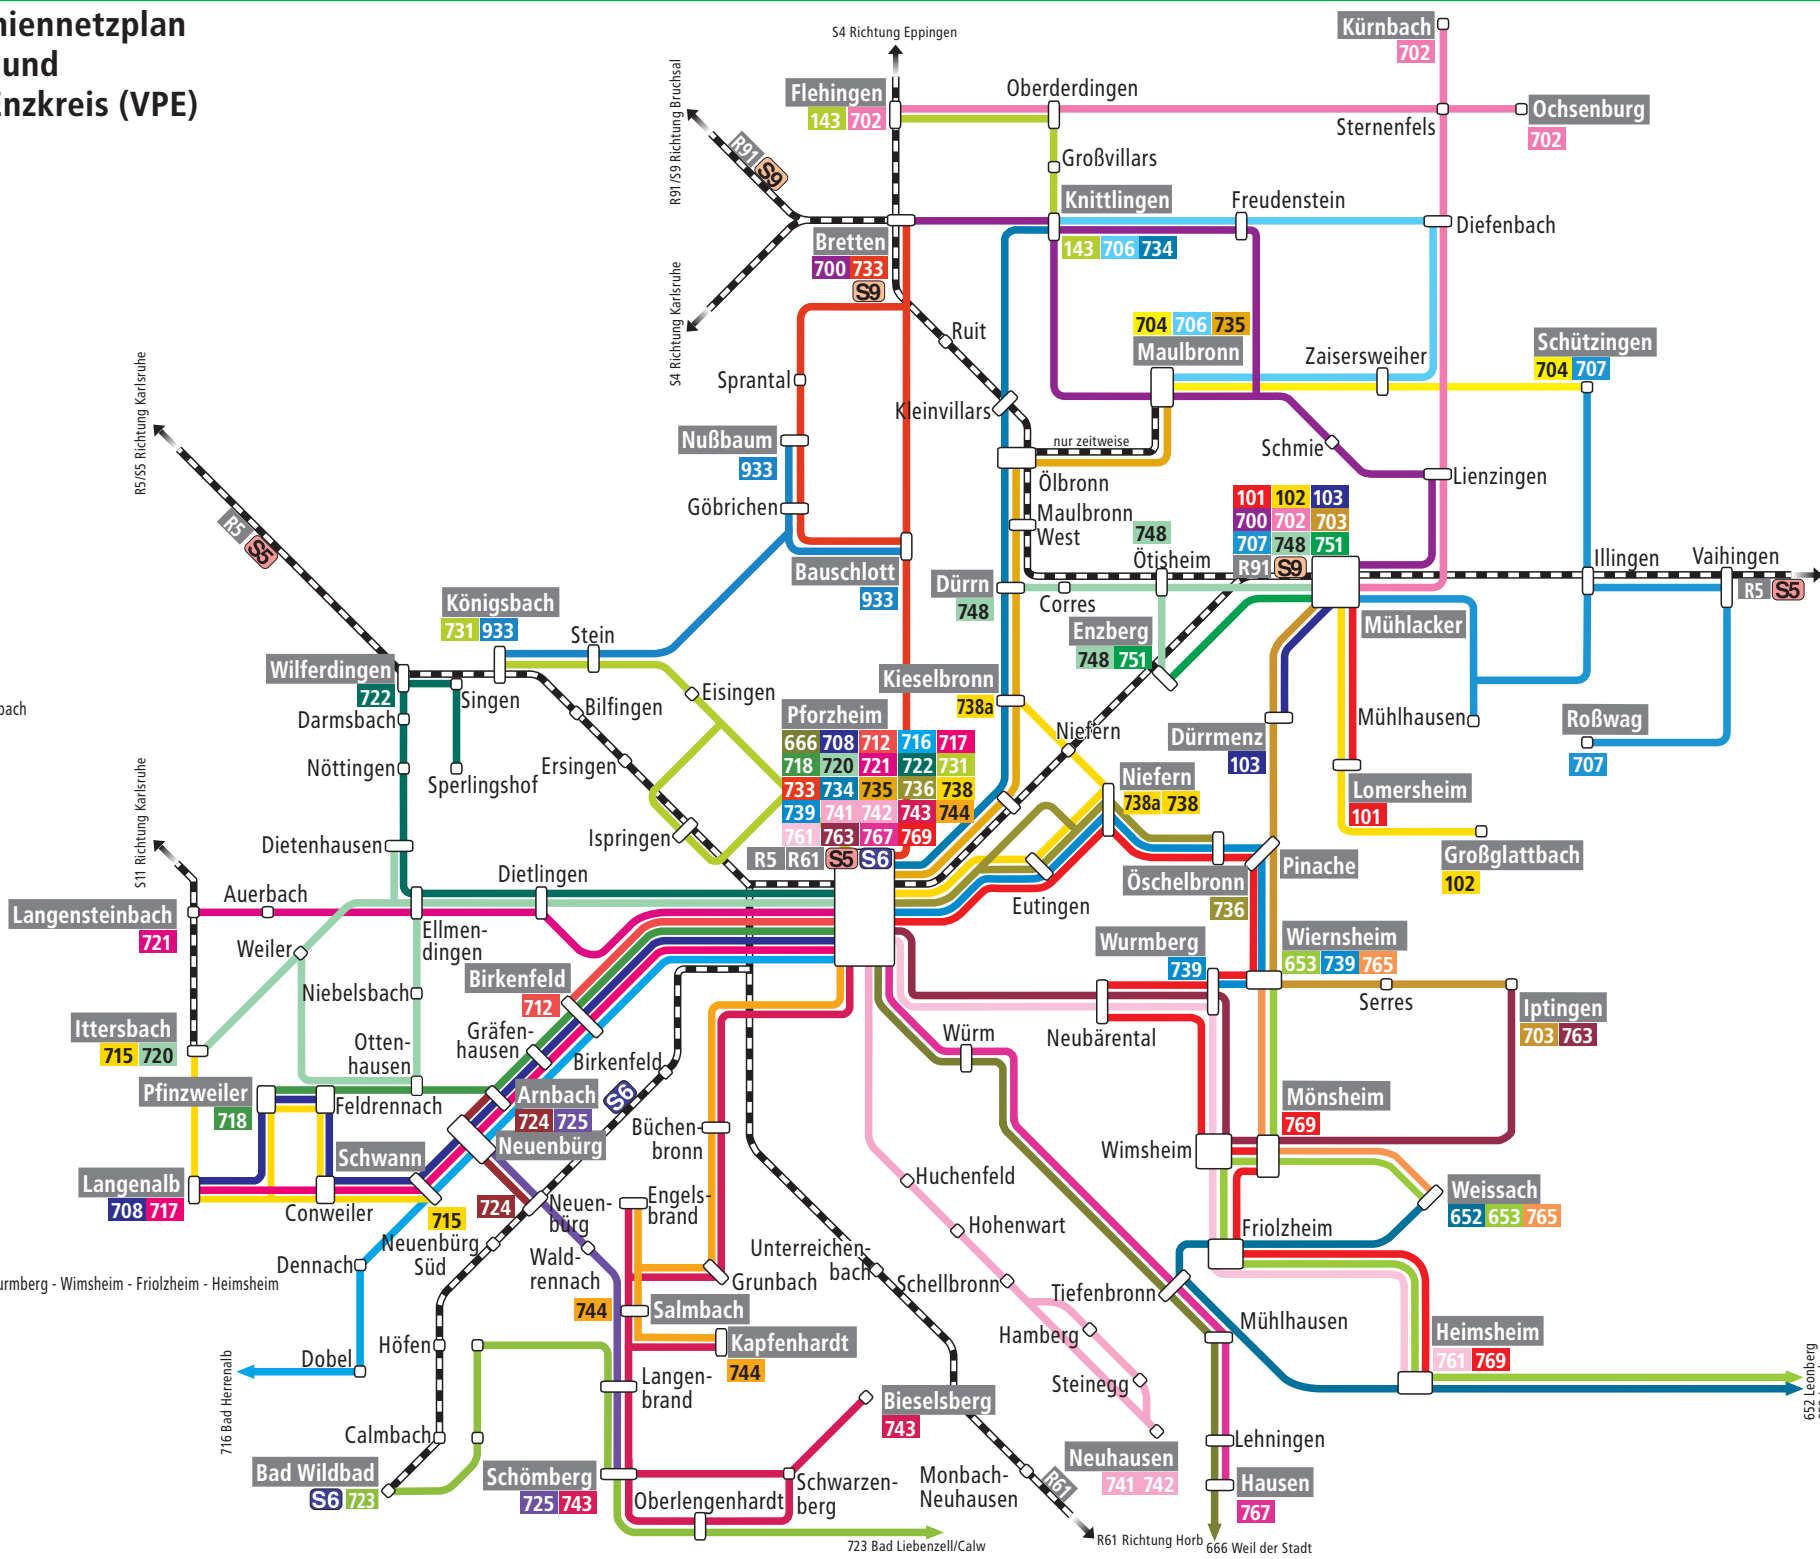 niennetzplan
und
Enzkreis (VPE)
S4 Richtung Eppingen
Kürnbach
702
Flehingen
143 702
Oberderdingen
Ochsenburg
702
Sternenfels
R91/S9 Richtung Bruchsal
R91 S9
Großvillars
Knittlingen
143 706 734
Freudenstein
Diefenbach
Bretten
700 733
S9
S4 Richtung Karlsruhe
Ruit
704 706 735
Maulbronn
Zaisersweiher
Schützingen
704 707
R5/S5 Richtung Karlsruhe
R5 S5
Sprantal
Kleinvillars
Nußbaum
933
nur zeitweise
Schmie
Lienzingen
Göbrichen
Ölbronn
Maulbronn
West
748
101 102 103
700 702 703
707 748 751
R91 S9
Ötisheim
Illingen
Vaihingen
R5 S5
Bauschlott
933
Dürrn
748
Corres
Mühlacker
Königsbach
731 933
Stein
Enzberg
748 751
Wilferdingen
722
Singen
Eisingen
Kieselbronn
738a
bach
Darmsbach
Bilfingen
Pforzheim
666 708 712 716 717
718 720 721 722 731
733 734 735 736 738
739 741 742 743 744
761 763 767 769
R5 R61 S5 S6
Niefern
Dürrmenz
103
Mühlhausen
Roßwag
707
Nöttingen
Sperlingshof
Ersingen
Niefern
738a 738
Lomersheim
101
S11 Richtung Karlsruhe
Dietenhausen
Ispringen
Großglattbach
102
Pinache
Öschelbronn
736
Auerbach
Dietlingen
Langensteinbach
721
Eutingen
Ellmen-
dingen
Weiler
Wurmberg
739
Wiernsheim
653 739 765
Birkenfeld
712
Niebelsbach
Serres
Iptingen
703 763
Ittersbach
715 720
Gräfen-
hausen
Otten-
hausen
Birkenfeld
S6
Würm
Neubärental
Pfinzweiler
718
Feldrennach
Arnbach
724 725
Neuenbürg
Büchen-
bronn
Mönsheim
769
Wimsheim
Schwann
Langenalb
708 717
Conweiler
715
724
Neuen-
bürg
Engels-
brand
Huchenfeld
Weissach
652 653 765
Neuenbürg
Süd
Hohenwart
Friolzheim
Dennach
Wald-
rennach
Unterreichen-
bach
Grunbach
Schellbronn
Tiefenbronn
urmberg - Wimsheim - Friolzheim - Heimsheim
744
Salmbach
Hamberg
Mühlhausen
Höfen
Kapfenhardt
744
Heimsheim
761 769
Dobel
716 Bad Herrenalb
Langen-
brand
Steinegg
652 Leonberg
Bieselsberg
743
Calmbach
Lehningen
Bad Wildbad
S6 723
Schömberg
725 743
Neuhausen
741 742
Schwarzen-
berg
Monbach-
Neuhausen
R61
Hausen
767
Oberlengenhardt
723 Bad Liebenzell/Calw
R61 Richtung Horb
666 Weil der Stadt